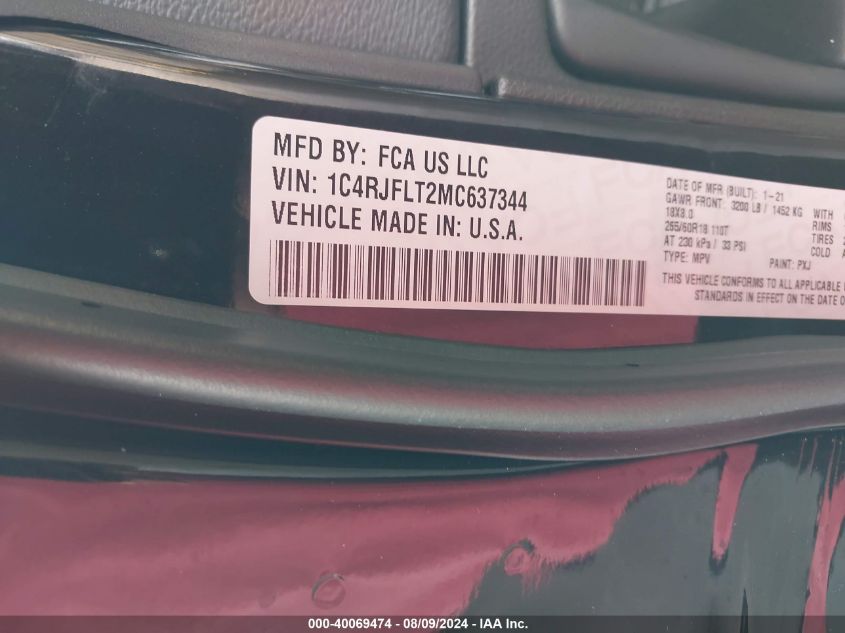 MFD BY: FCA US LLC
VIN: 1C4RJFLT2MC637344
VEHICLE MADE IN: U.S.A.
DATE OF MFR (BUILT): 1-21
GAWR FRONT: 3200 LB / 1452 KG WITH
18X8.0 RIMS
265/60R18 110T TIRES
AT 230 kPa / 33 PSI COLD
TYPE: MPV PAINT: PXJ
THIS VEHICLE CONFORMS TO ALL APPLICABLE
STANDARDS IN EFFECT ON THE DATE O
000-40069474 - 08/09/2024 - IAA Inc.